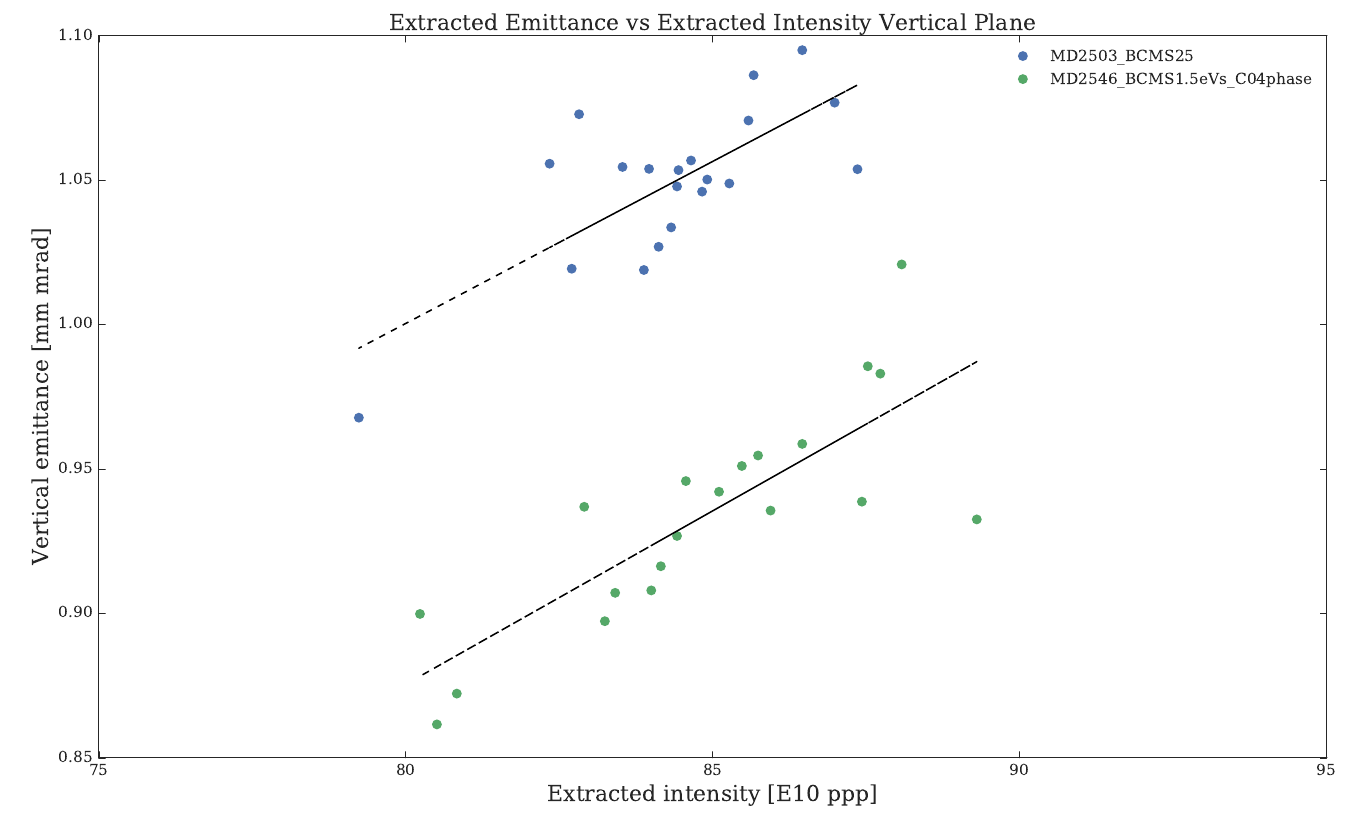 Extracted Emittance vs Extracted Intensity Vertical Plane
MD2503_BCMS25
MD2546_BCMS1.5eVs_C04phase
1.10
1.05
1.00
0.95
0.90
0.85
Vertical emittance [mm mrad]
75 80 85 90 95
Extracted intensity [E10 ppp]